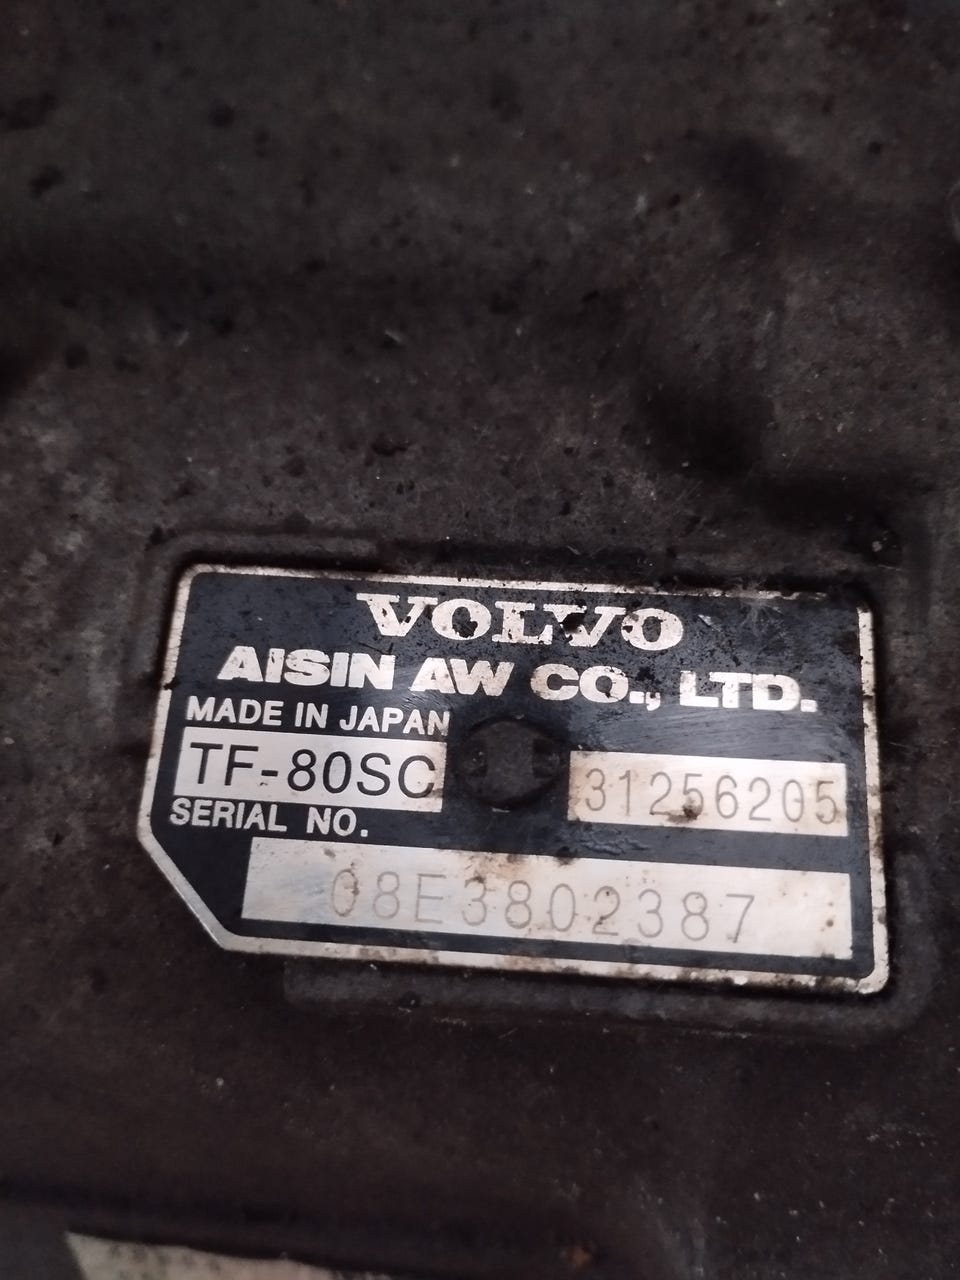 VOLVO
AISIN AW CO., LTD.
MADE IN JAPAN
TF-80SC 31256205
SERIAL NO.
08E3802387